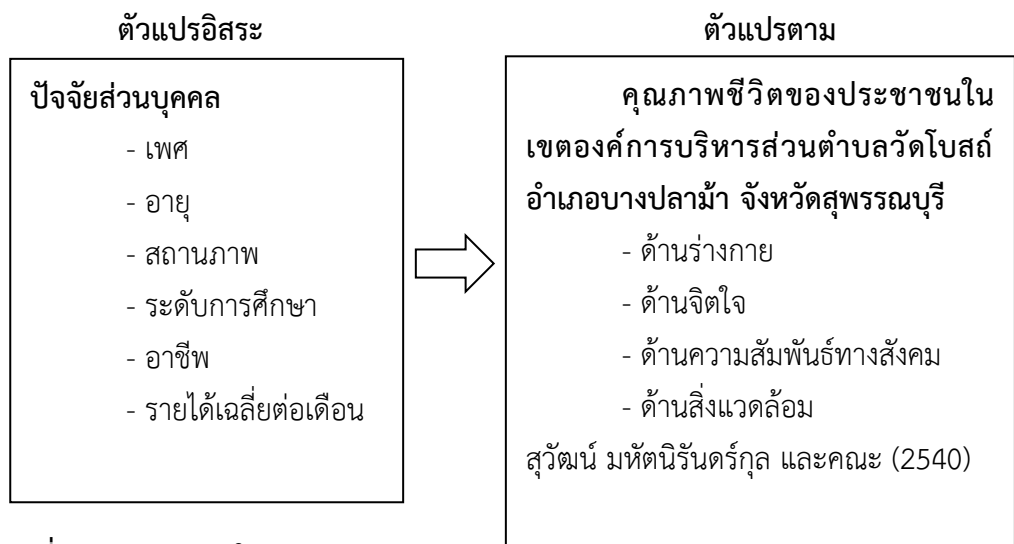 ตัวแปรอิสระ
ปัจจัยส่วนบุคคล
- เพศ
- อายุ
- สถานภาพ
- ระดับการศึกษา
- อาชีพ
- รายได้เฉลี่ยต่อเดือน
ตัวแปรตาม
คุณภาพชีวิตของประชาชนใน
เขตองค์การบริหารส่วนตำบลวัดโบสถ์
อำเภอบางปลาม้า จังหวัดสุพรรณบุรี
- ด้านร่างกาย
- ด้านจิตใจ
- ด้านความสัมพันธ์ทางสังคม
- ด้านสิ่งแวดล้อม
สุวัฒน์ มหัตนิรันดร์กุล และคณะ (2540)